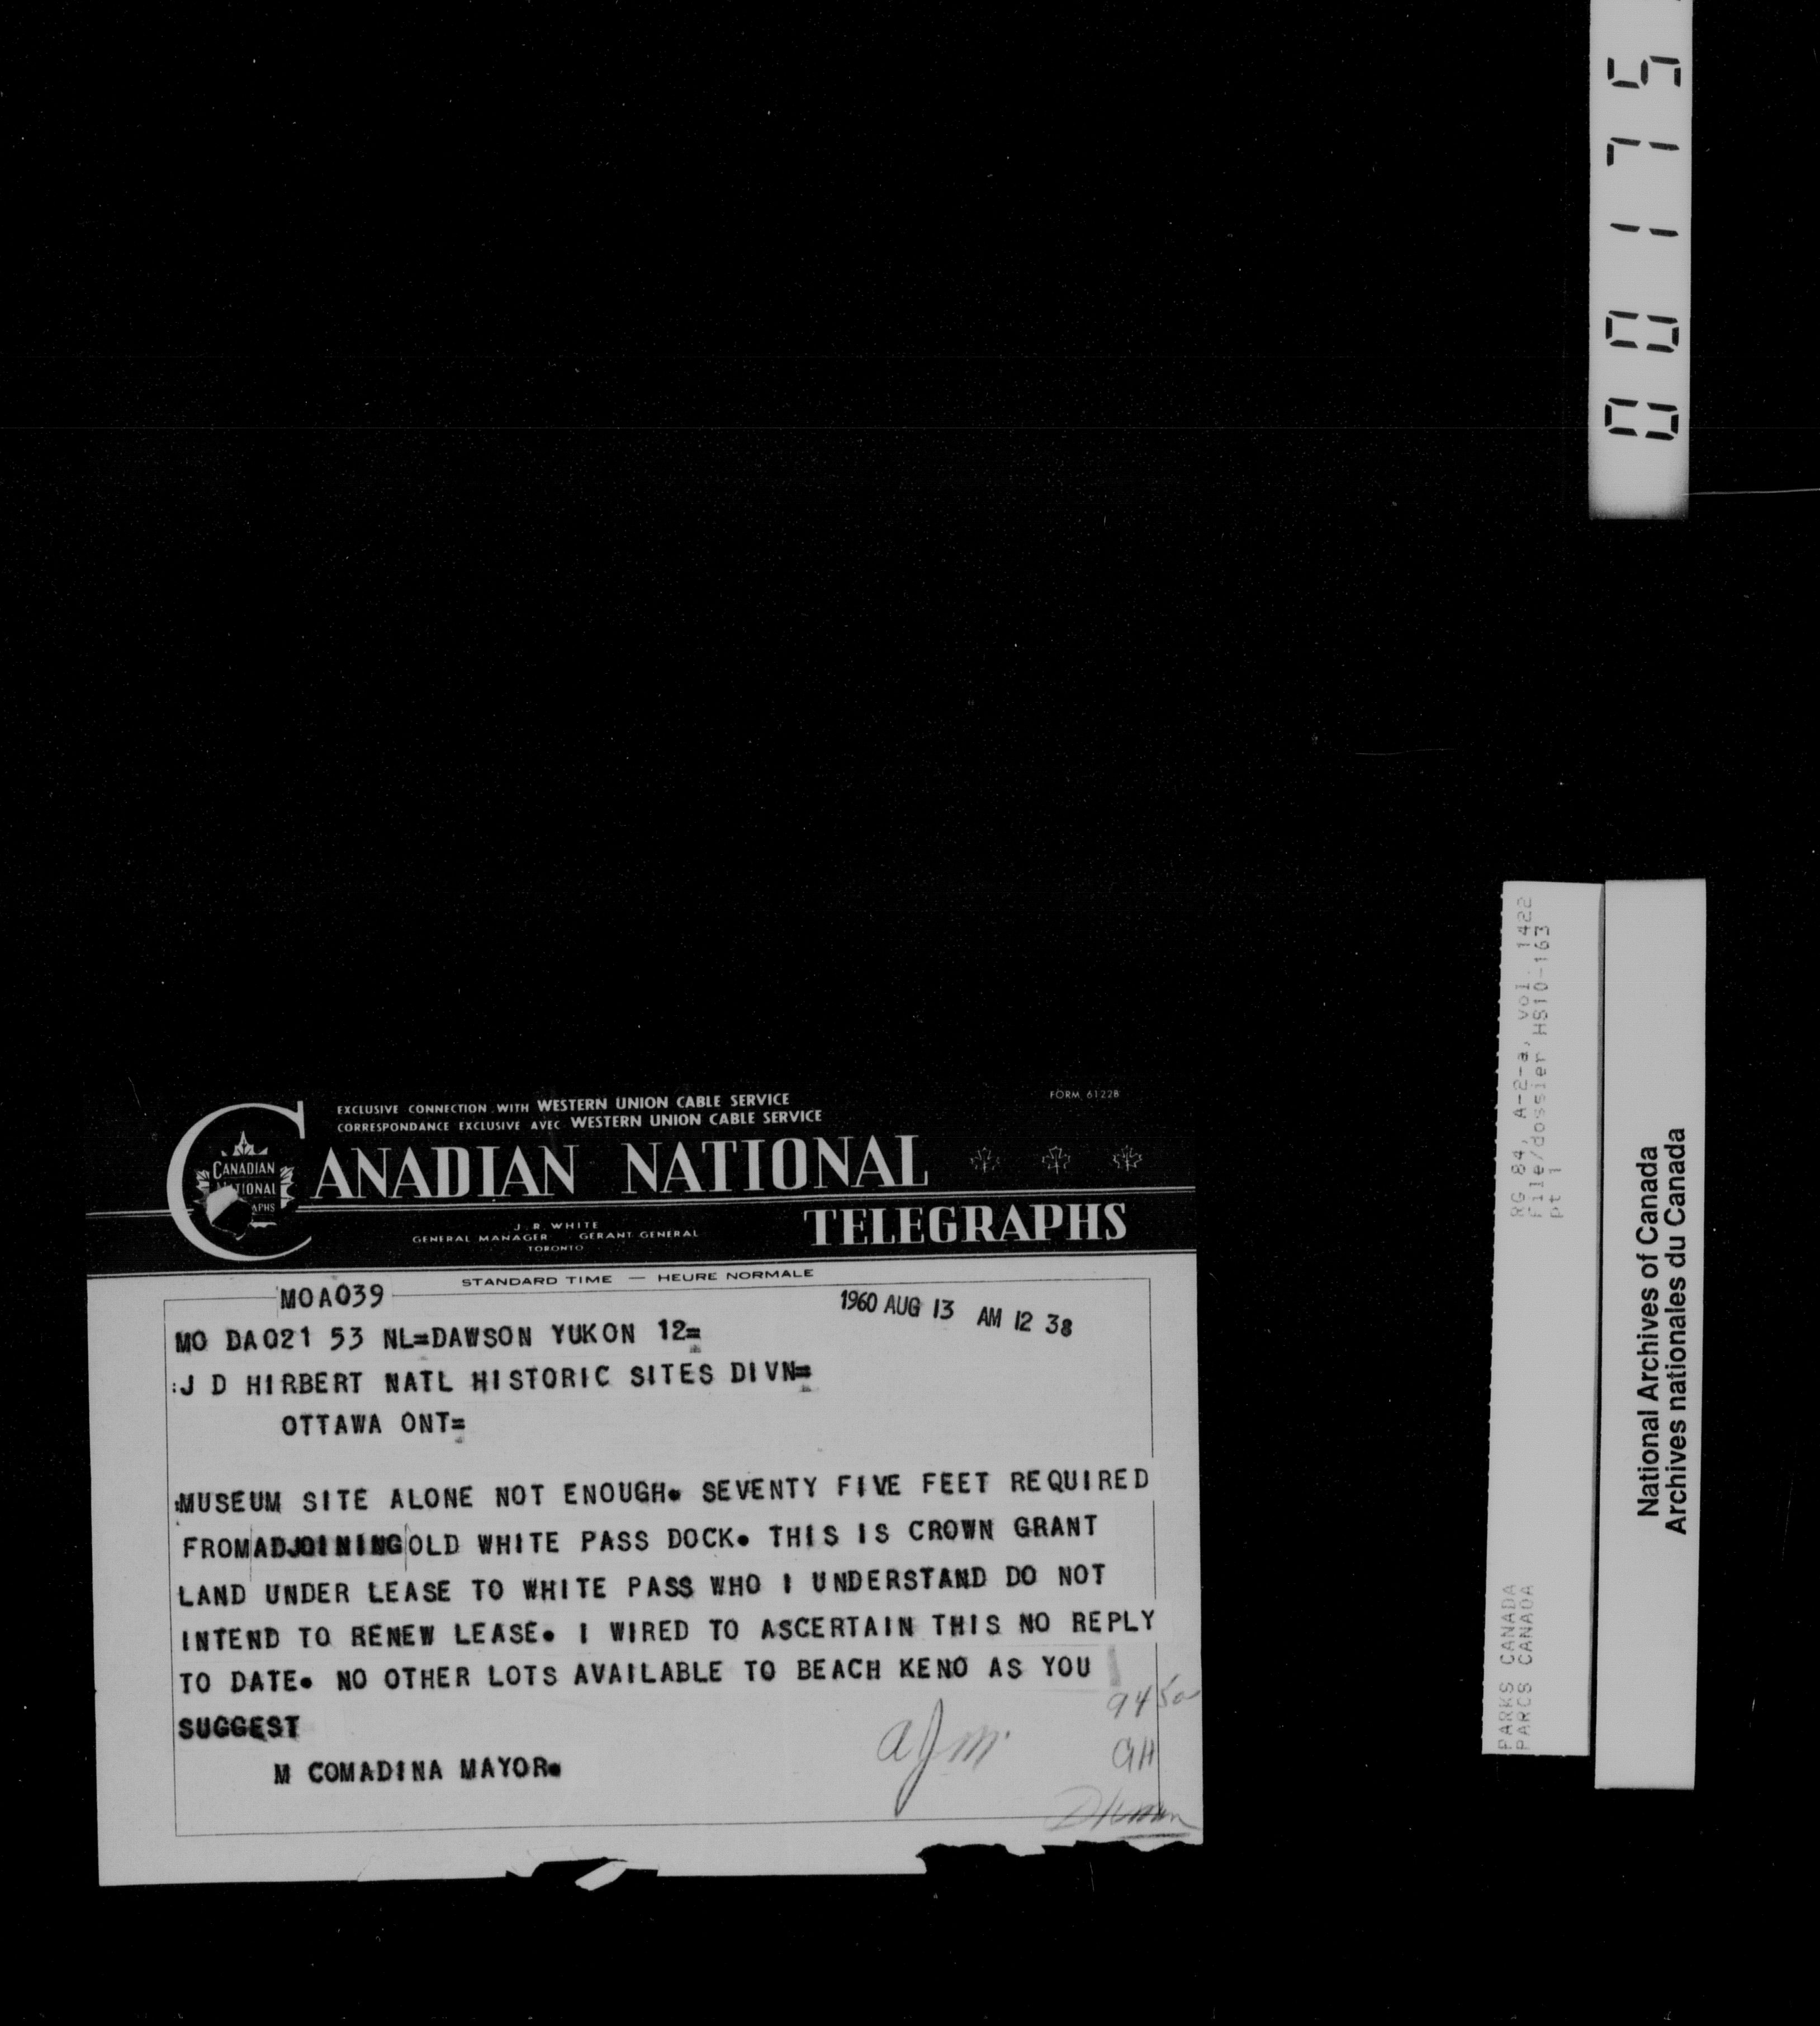 00175
EXCLUSIVE CONNECTION WITH WESTERN UNION CABLE SERVICE
CORRESPONDANCE EXCLUSIVE AVEC WESTERN UNION CABLE SERVICE
FORM 6122B
CANADIAN NATIONAL
TELEGRAPHS
CANADIAN
NATIONAL
APHS
J. R. WHITE
GENERAL MANAGER GERANT GENERAL
TORONTO
STANDARD TIME — HEURE NORMALE
MOA039
1960 AUG 13 AM 12 38
MO DA021 53 NL=DAWSON YUKON 12=
:J D HIRBERT NATL HISTORIC SITES DIVN=
OTTAWA ONT=
:MUSEUM SITE ALONE NOT ENOUGH. SEVENTY FIVE FEET REQUIRED
FROM ADJOINING OLD WHITE PASS DOCK. THIS IS CROWN GRANT
LAND UNDER LEASE TO WHITE PASS WHO I UNDERSTAND DO NOT
INTEND TO RENEW LEASE. I WIRED TO ASCERTAIN THIS NO REPLY
TO DATE. NO OTHER LOTS AVAILABLE TO BEACH KENO AS YOU
SUGGEST
M COMADINA MAYOR.
GH
RG 84, A-2-a, vol. 1422
File/dossier HS10-163
pt 1
PARKS CANADA
PARCS CANADA
National Archives of Canada
Archives nationales du Canada